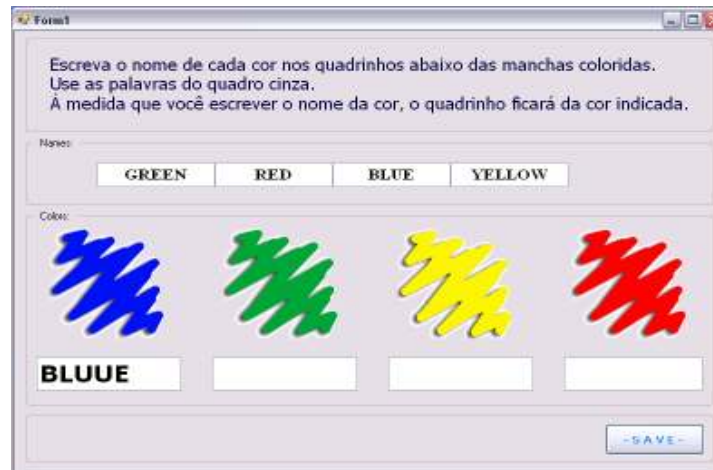 Form1
Escreva o nome de cada cor nos quadrinhos abaixo das manchas coloridas.
Use as palavras do quadro cinza.
À medida que você escrever o nome da cor, o quadrinho ficará da cor indicada.
Names:
GREEN RED BLUE YELLOW
Colors:
BLUUE
- S A V E -